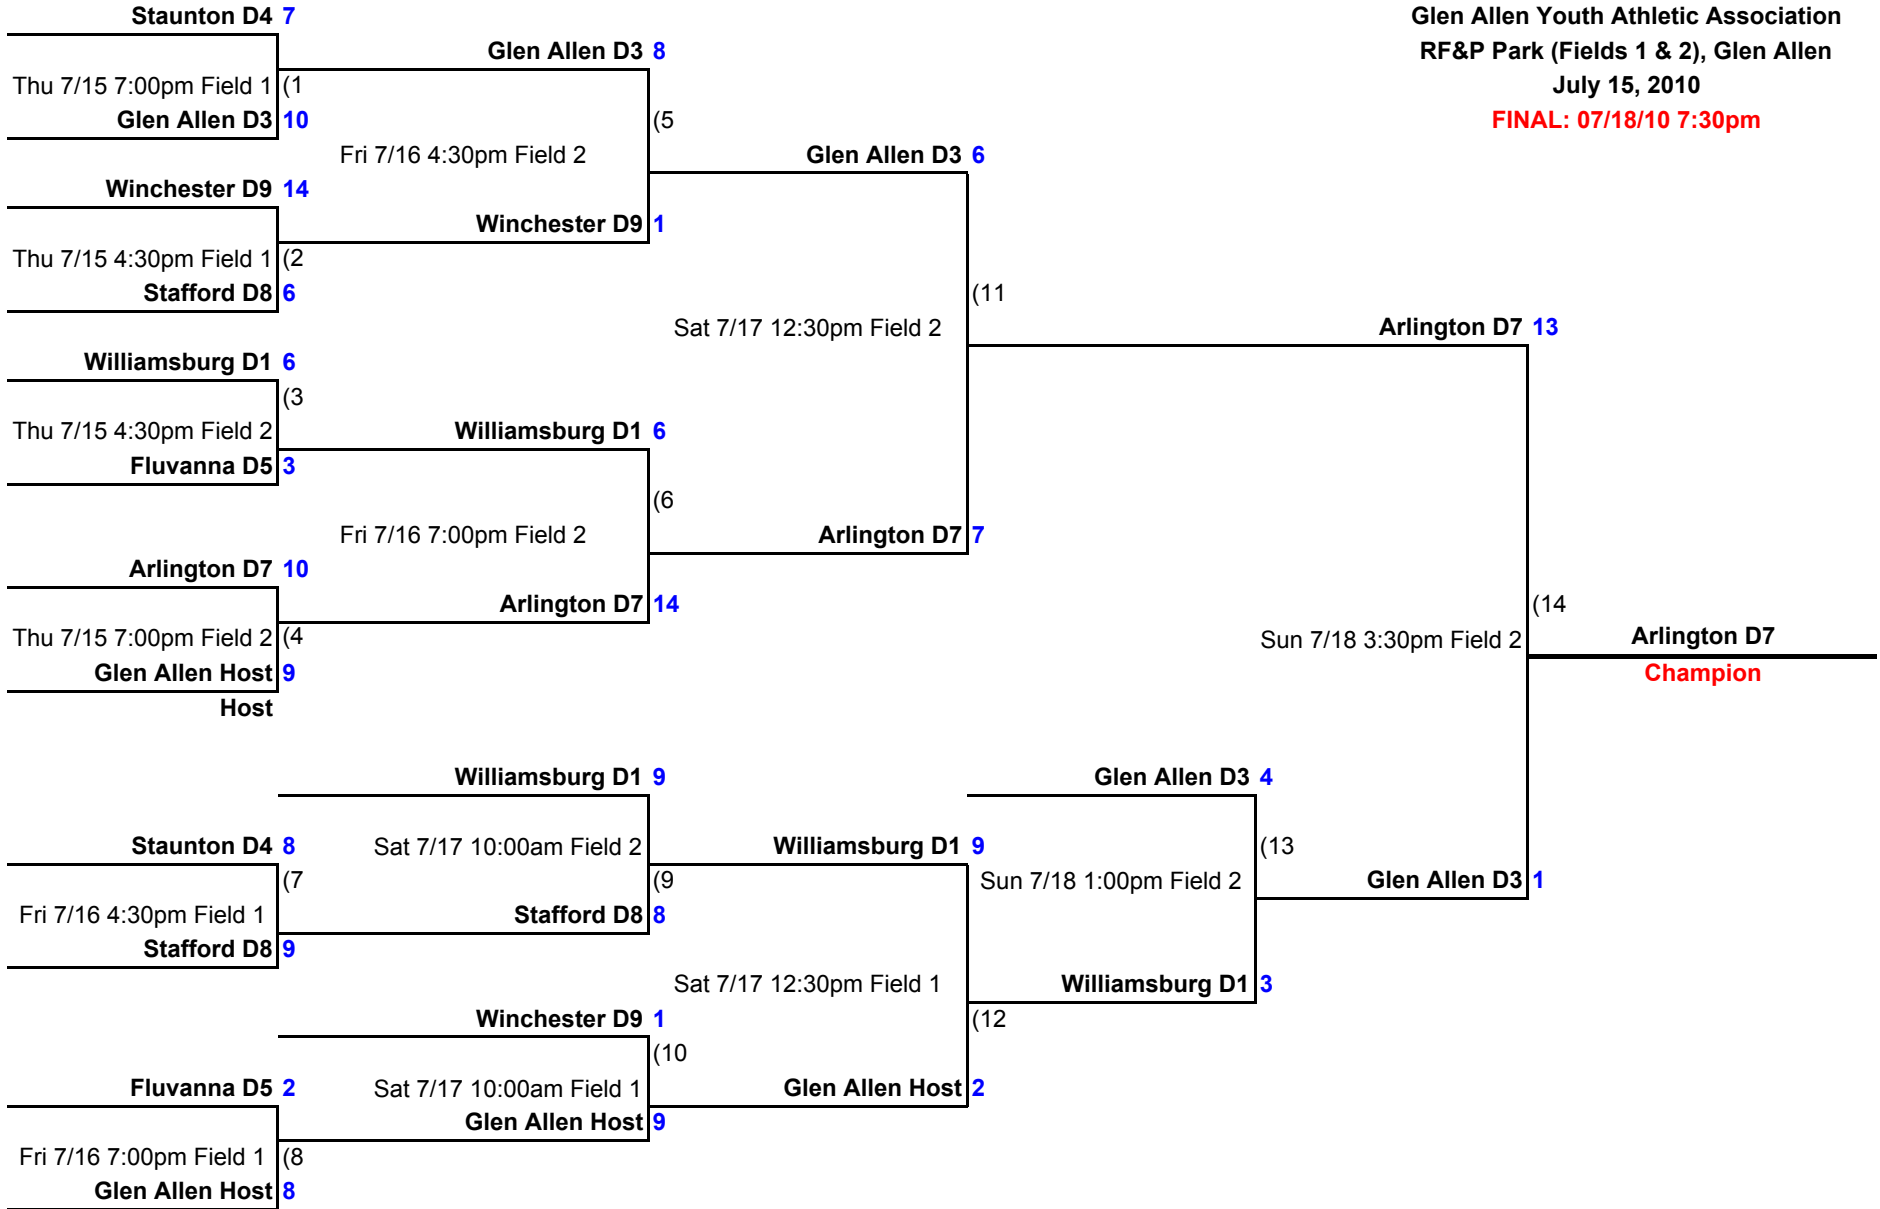 Staunton D4 7
Glen Allen Youth Athletic Association
Glen Allen D3 8
RF&P Park (Fields 1 & 2), Glen Allen
Thu 7/15 7:00pm Field 1 (1
July 15, 2010
Glen Allen D3 10
(5
FINAL: 07/18/10 7:30pm
Fri 7/16 4:30pm Field 2
Glen Allen D3 6
Winchester D9 14
Winchester D9 1
Thu 7/15 4:30pm Field 1 (2
Stafford D8 6
(11
Sat 7/17 12:30pm Field 2
Arlington D7 13
Williamsburg D1 6
(3
Thu 7/15 4:30pm Field 2
Williamsburg D1 6
Fluvanna D5 3
(6
Fri 7/16 7:00pm Field 2
Arlington D7 7
Arlington D7 10
Arlington D7 14
(14
Thu 7/15 7:00pm Field 2 (4
Sun 7/18 3:30pm Field 2
Arlington D7
Glen Allen Host 9
Champion
Host
Williamsburg D1 9
Glen Allen D3 4
Staunton D4 8
Sat 7/17 10:00am Field 2
Williamsburg D1 9
(13
(7
(9
Sun 7/18 1:00pm Field 2
Glen Allen D3 1
Fri 7/16 4:30pm Field 1
Stafford D8 8
Stafford D8 9
Sat 7/17 12:30pm Field 1
Williamsburg D1 3
Winchester D9 1
(12
(10
Fluvanna D5 2
Sat 7/17 10:00am Field 1
Glen Allen Host 2
Glen Allen Host 9
Fri 7/16 7:00pm Field 1 (8
Glen Allen Host 8